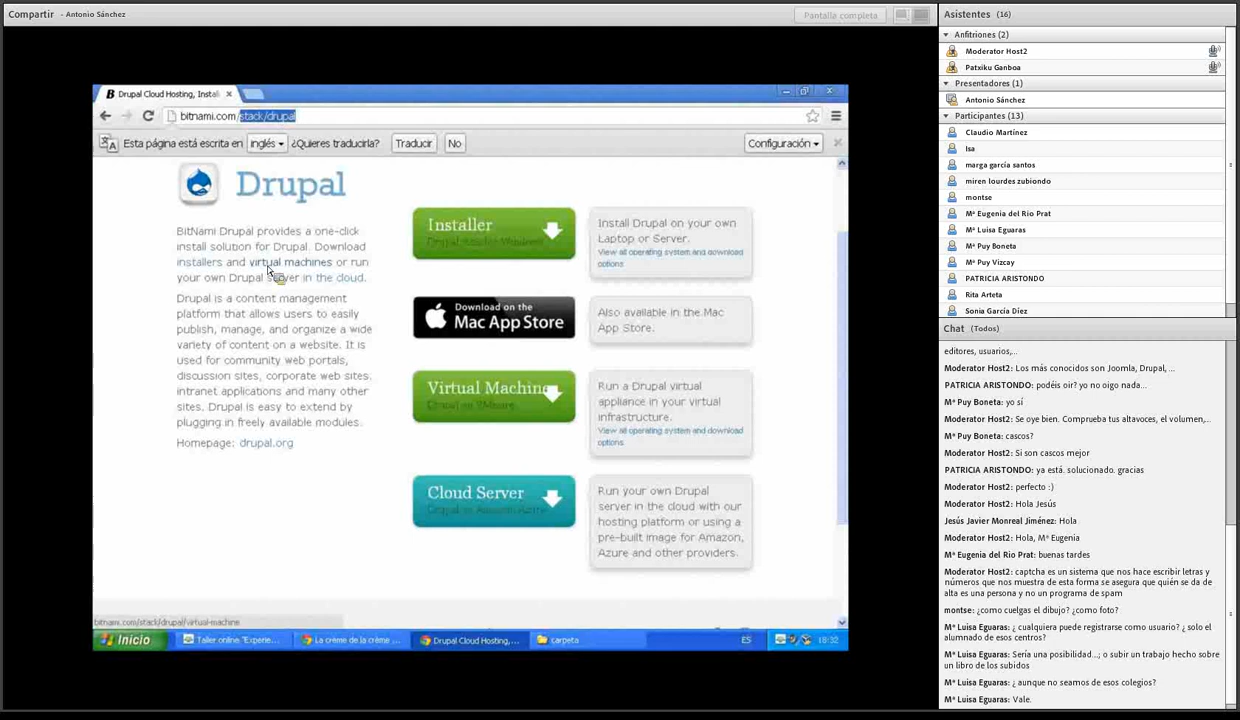 Compartir - Antonio Sánchez
Pantalla completa
Drupal Cloud Hosting, Instal
bitnami.com/stack/drupal
Esta página está escrita en inglés ¿Quieres traducirla? Traducir No Configuración
Drupal
BitNami Drupal provides a one-click
install solution for Drupal. Download
installers and virtual machines or run
your own Drupal server in the cloud.
Drupal is a content management
platform that allows users to easily
publish, manage, and organize a wide
variety of content on a website. It is
used for community web portals,
discussion sites, corporate web sites,
intranet applications and many other
sites. Drupal is easy to extend by
plugging in freely available modules.
Homepage: drupal.org
Installer
Install Drupal on your own
Laptop or Server.
View all operating system and download
options
Download on the
Mac App Store
Also available in the Mac
App Store.
Virtual Machine
Run a Drupal virtual
appliance in your virtual
infrastructure.
View all operating system and download
options
Cloud Server
Run your own Drupal
server in the cloud with our
hosting platform or using a
pre-built image for Amazon,
Azure and other providers.
bitnami.com/stack/drupal/virtual-machine
Inicio
Taller online "Experie...
La crème de la crème ...
Drupal Cloud Hosting,...
carpeta
ES
18:32
Asistentes (16)
Anfitriones (2)
Moderator Host2
Patxiku Ganboa
Presentadores (1)
Antonio Sánchez
Participantes (13)
Claudio Martínez
Isa
marga garcía santos
miren lourdes zubiondo
montse
Mª Eugenia del Rio Prat
Mª Luisa Eguaras
Mª Puy Boneta
Mª Puy Vizcay
PATRICIA ARISTONDO
Rita Arteta
Sonia García Díez
Chat (Todos)
editores, usuarios,...
Moderator Host2: Los más conocidos son Joomla, Drupal, ...
PATRICIA ARISTONDO: podéis oir? yo no oigo nada...
Mª Puy Boneta: yo sí
Moderator Host2: Se oye bien. Comprueba tus altavoces, el volumen,...
Mª Puy Boneta: cascos?
Moderator Host2: Si son cascos mejor
PATRICIA ARISTONDO: ya está. solucionado. gracias
Moderator Host2: perfecto :)
Moderator Host2: Hola Jesús
Jesús Javier Monreal Jiménez: Hola
Moderator Host2: Hola, Mª Eugenia
Mª Eugenia del Rio Prat: buenas tardes
Moderator Host2: captcha es un sistema que nos hace escribir letras y
números que nos muestra de esta forma se asegura que quién se da de
alta es una persona y no un programa de spam
montse: ¿como cuelgas el dibujo? ¿como foto?
Mª Luisa Eguaras: ¿ cualquiera puede registrarse como usuario? ¿ solo el
alumnado de esos centros?
Mª Luisa Eguaras: Sería una posibilidad...; o subir un trabajo hecho sobre
un libro de los subidos
Mª Luisa Eguaras: ¿ aunque no seamos de esos colegios?
Mª Luisa Eguaras: Vale.